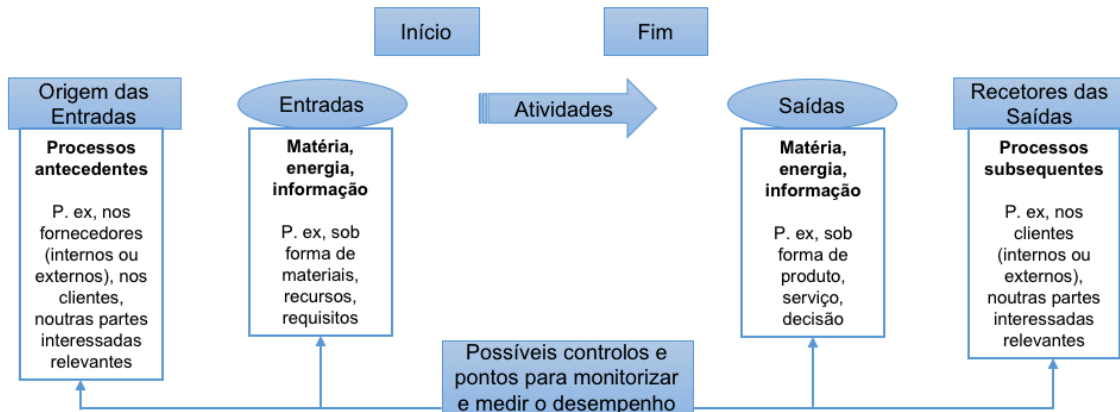 Início
Fim
Origem das
Entradas
Processos
antecedentes
P. ex, nos
fornecedores
(internos ou
externos), nos
clientes,
noutras partes
interessadas
relevantes
Entradas
Matéria,
energia,
informação
P. ex, sob
forma de
materiais,
recursos,
requisitos
Atividades
Saídas
Matéria,
energia,
informação
P. ex, sob
forma de
produto,
serviço,
decisão
Recetores das
Saídas
Processos
subsequentes
P. ex, nos
clientes
(internos ou
externos),
noutras partes
interessadas
relevantes
Possíveis controlos e
pontos para monitorizar
e medir o desempenho